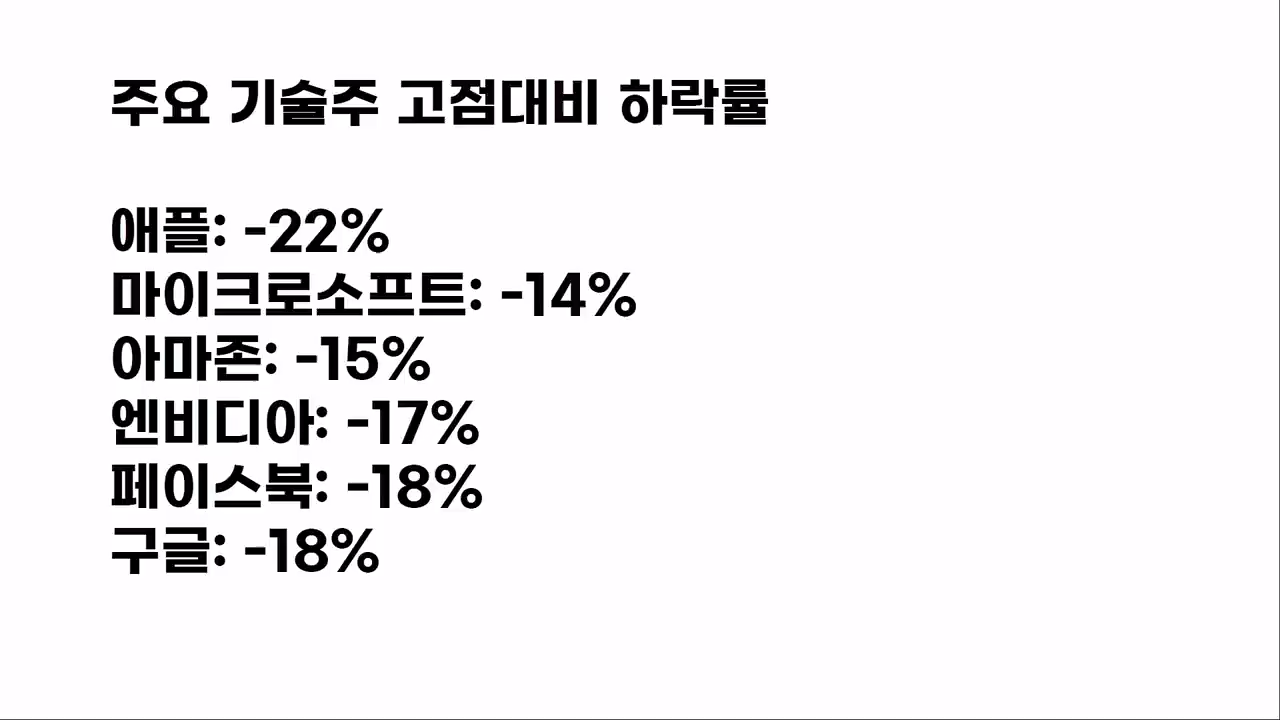 주요 기술주 고점대비 하락률
애플: -22%
마이크로소프트: -14%
아마존: -15%
엔비디아: -17%
페이스북: -18%
구글: -18%